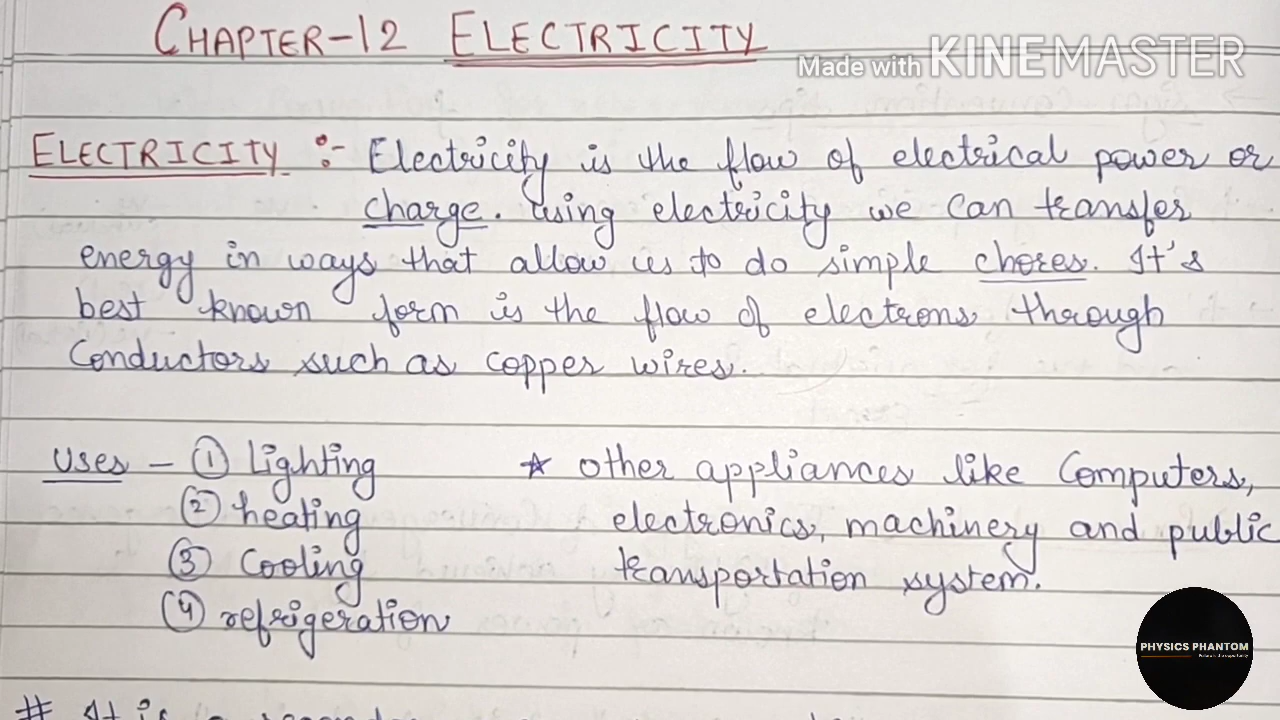 CHAPTER-12 ELECTRICITY
Made with KINEMASTER
ELECTRICITY :- Electricity is the flow of electrical power or
charge. Using electricity we can transfer
energy in ways that allow us to do simple chores. It's
best known form is the flow of electrons through
Conductors such as copper wires.
Uses - ① Lighting
② heating
③ Cooling
④ refrigeration
★ other appliances like Computers,
electronics, machinery and public
transportation system.
PHYSICS PHANTOM
# It is a